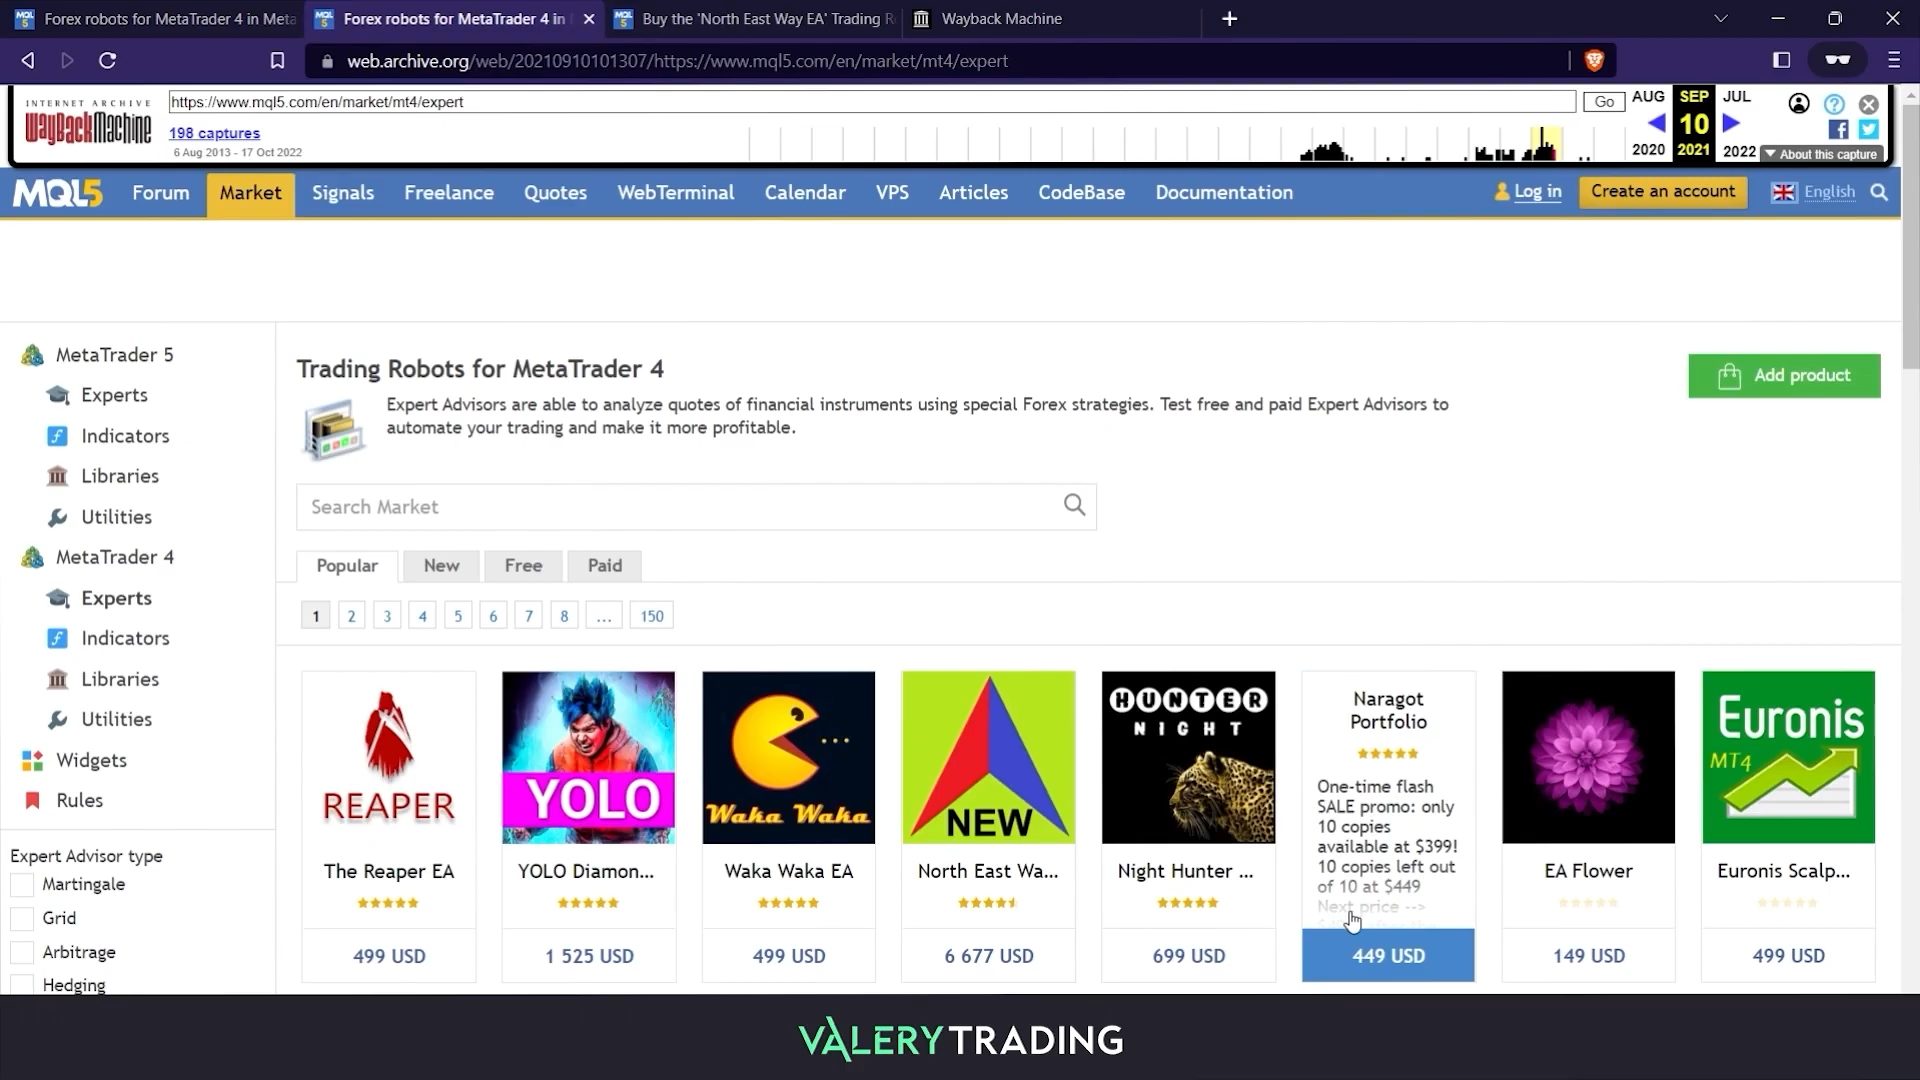 Forex robots for MetaTrader 4 in Meta
Forex robots for MetaTrader 4 in
Buy the 'North East Way EA' Trading R
Wayback Machine
web.archive.org/web/20210910101307/https://www.mql5.com/en/market/mt4/expert
INTERNET ARCHIVE
WayBackMachine
https://www.mql5.com/en/market/mt4/expert
Go
198 captures
6 Aug 2013 - 17 Oct 2022
AUG
SEP
JUL
10
2020
2021
2022
About this capture
MQL5
Forum
Market
Signals
Freelance
Quotes
WebTerminal
Calendar
VPS
Articles
CodeBase
Documentation
Log in
Create an account
English
MetaTrader 5
Experts
Indicators
Libraries
Utilities
MetaTrader 4
Experts
Indicators
Libraries
Utilities
Widgets
Rules
Expert Advisor type
Martingale
Grid
Arbitrage
Hedging
Trading Robots for MetaTrader 4
Expert Advisors are able to analyze quotes of financial instruments using special Forex strategies. Test free and paid Expert Advisors to
automate your trading and make it more profitable.
Add product
Search Market
Popular
New
Free
Paid
1 2 3 4 5 6 7 8 ... 150
REAPER
The Reaper EA
499 USD
YOLO
YOLO Diamon...
1 525 USD
Waka Waka
Waka Waka EA
499 USD
NEW
North East Wa...
6 677 USD
HUNTER
NIGHT
Night Hunter ...
699 USD
Naragot
Portfolio
One-time flash
SALE promo: only
10 copies
available at $399!
10 copies left out
of 10 at $449
Next price -->
449 USD
EA Flower
149 USD
Euronis
MT4
Euronis Scalp...
499 USD
VALERYTRADING